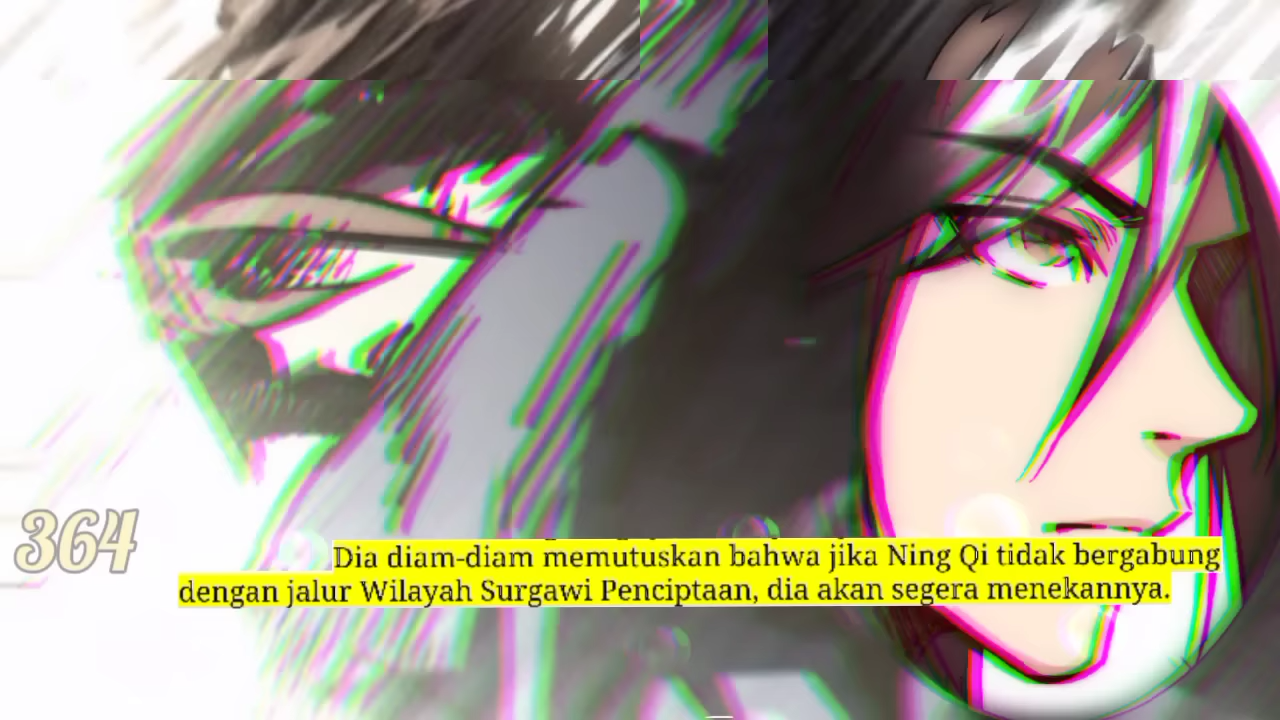 364
Dia diam-diam memutuskan bahwa jika Ning Qi tidak bergabung
dengan jalur Wilayah Surgawi Penciptaan, dia akan segera menekannya.